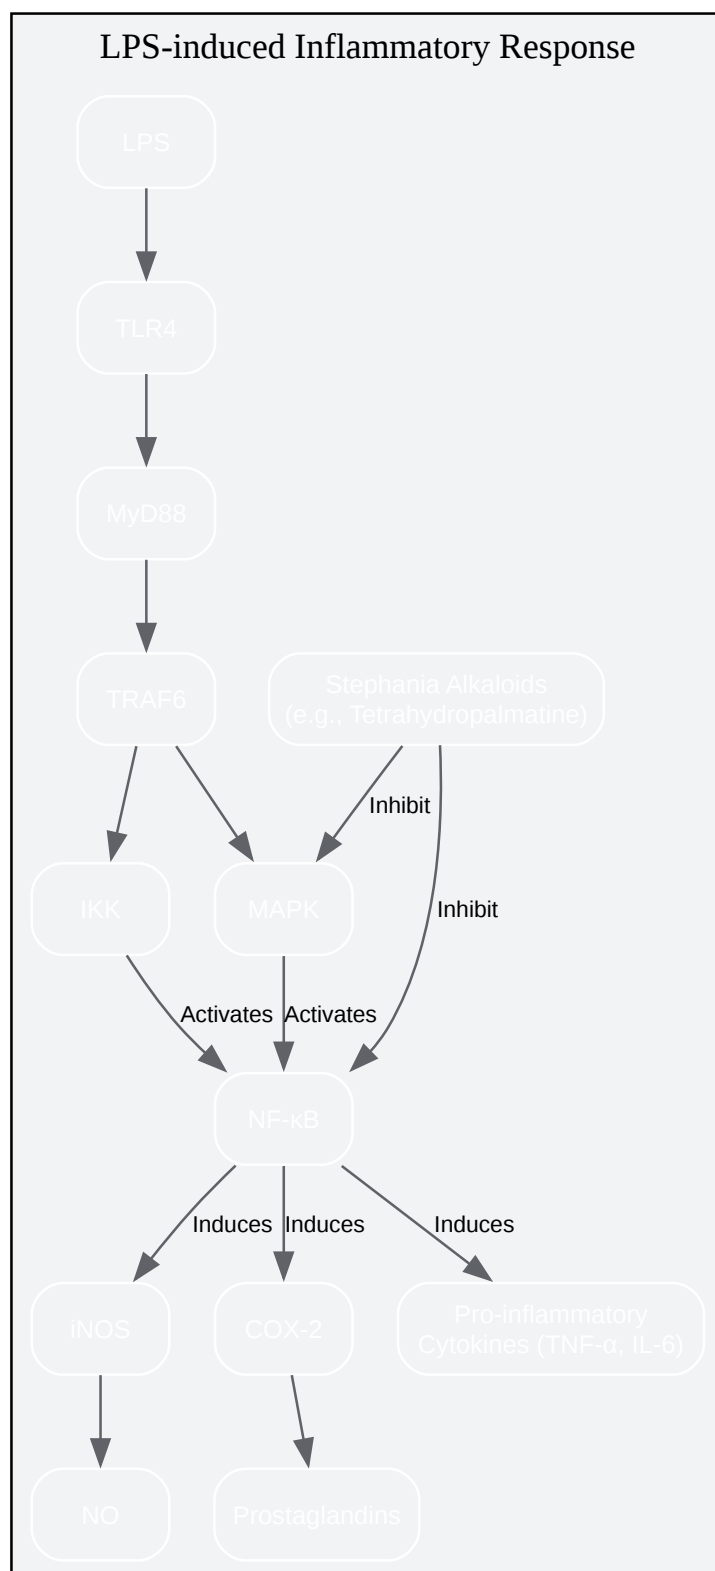 LPS-induced Inflammatory Response
LPS
TLR4
MyD88
TRAF6
Stephania Alkaloids
(e.g., Tetrahydropalmatine)
Inhibit
IKK
MAPK
Inhibit
Activates
Activates
NF-κB
Induces
Induces
Induces
iNOS
COX-2
Pro-inflammatory
Cytokines (TNF-α, IL-6)
NO
Prostaglandins